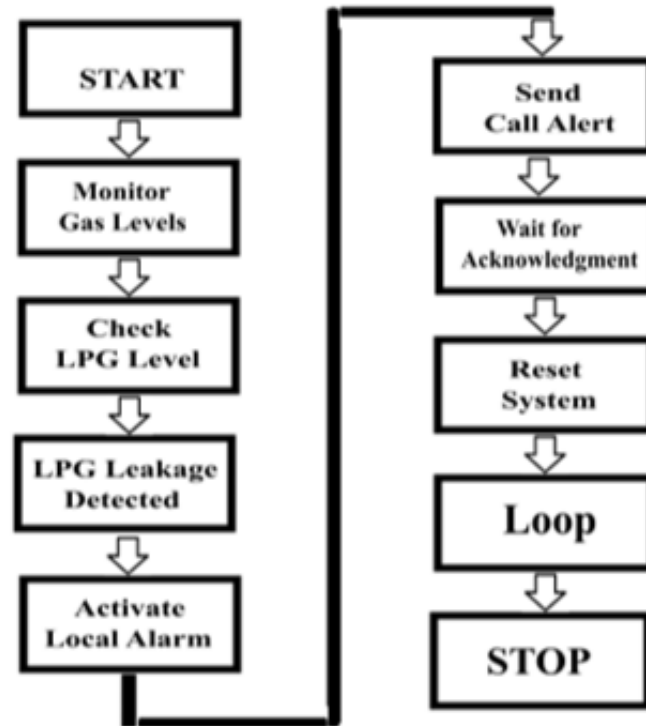 START
Monitor
Gas Levels
Check
LPG Level
LPG Leakage
Detected
Activate
Local Alarm
Send
Call Alert
Wait for
Acknowledgment
Reset
System
Loop
STOP